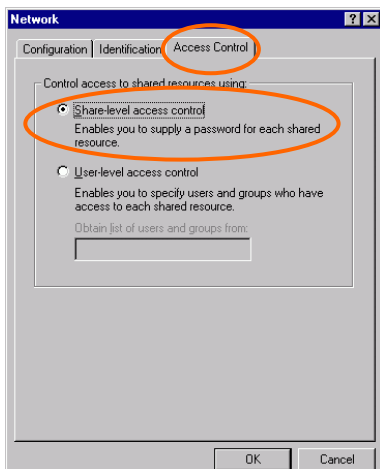 Network
Configuration Identification Access Control
Control access to shared resources using:
Share-level access control
Enables you to supply a password for each shared
resource.
User-level access control
Enables you to specify users and groups who have
access to each shared resource.
Obtain list of users and groups from:
OK Cancel